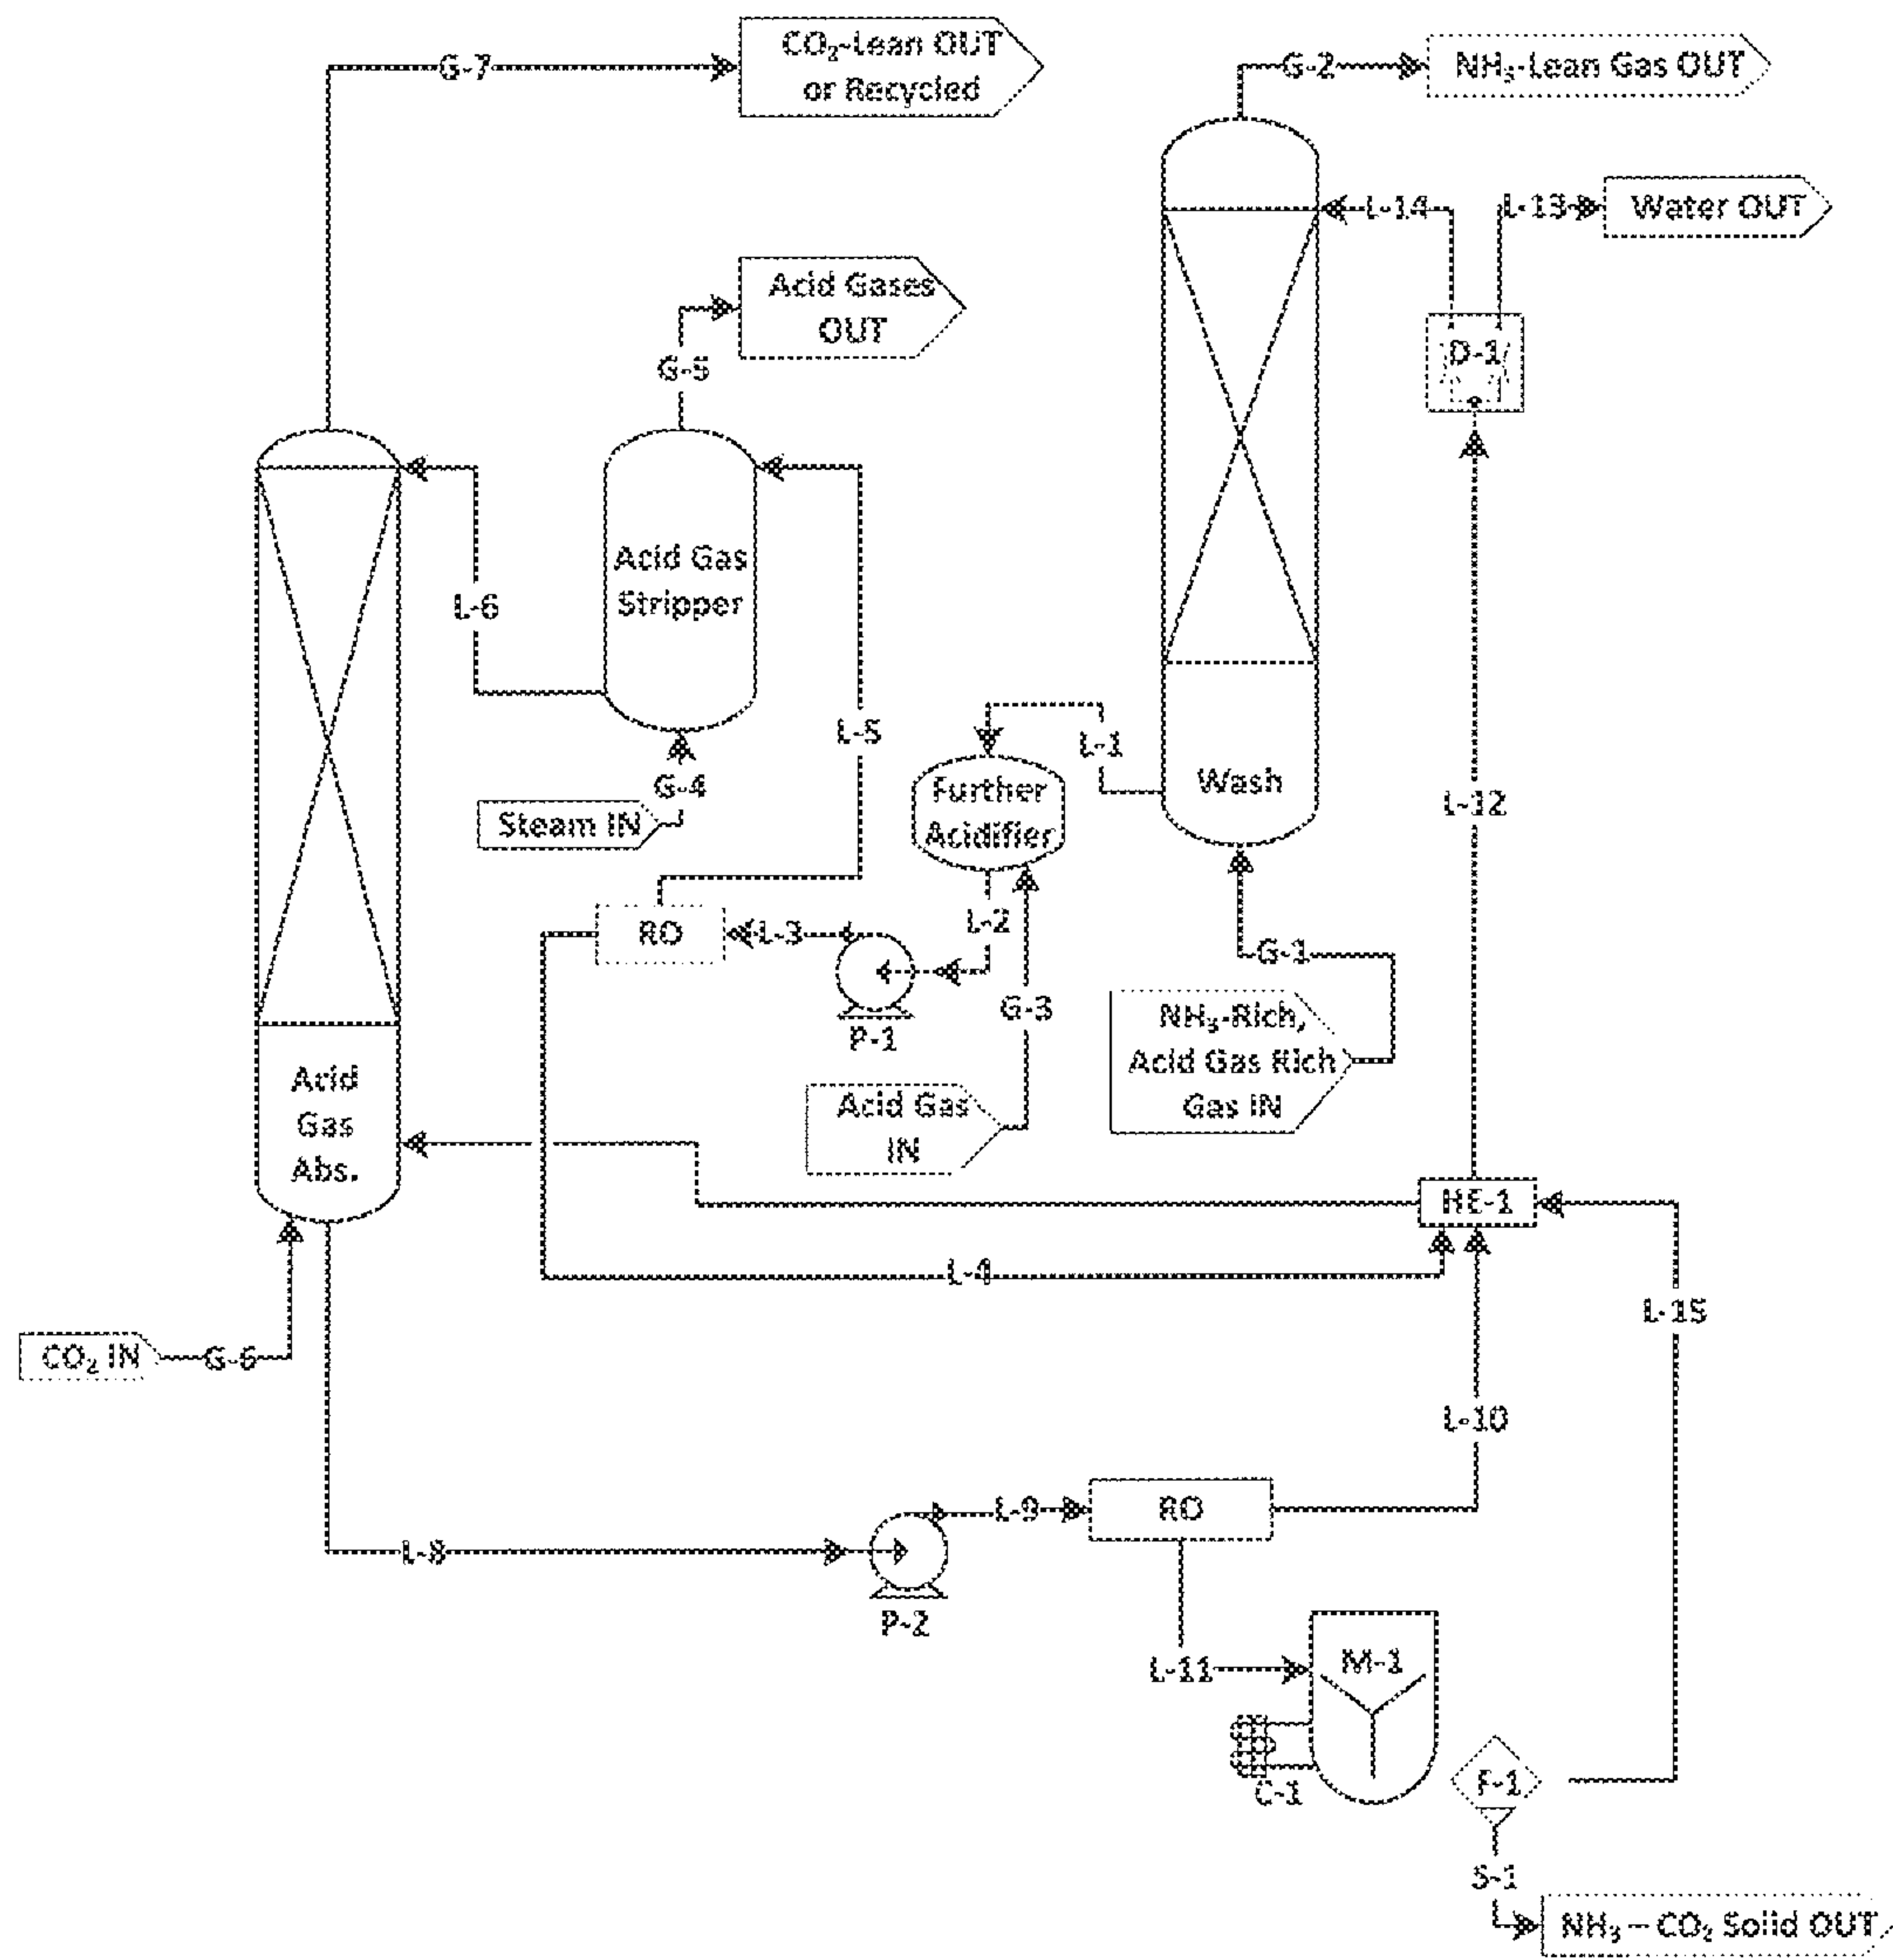 G-7
CO₂-Lean OUT
or Recycled
G-2
NH₃-Lean Gas OUT
L-14
L-13
Water OUT
Acid Gases
OUT
G-5
D-1
Acid Gas
Stripper
L-6
L-5
L-1
Wash
Further
Acidifier
L-12
G-4
Steam IN
RO
L-3
L-2
G-1
P-1
G-3
NH₃-Rich,
Acid Gas Rich
Gas IN
Acid
Gas
Abs.
Acid Gas
IN
HE-1
L-4
L-15
CO₂ IN
G-6
L-10
L-9
RO
L-8
P-2
L-11
M-1
C-1
F-1
S-1
NH₃ – CO₂ Solid OUT